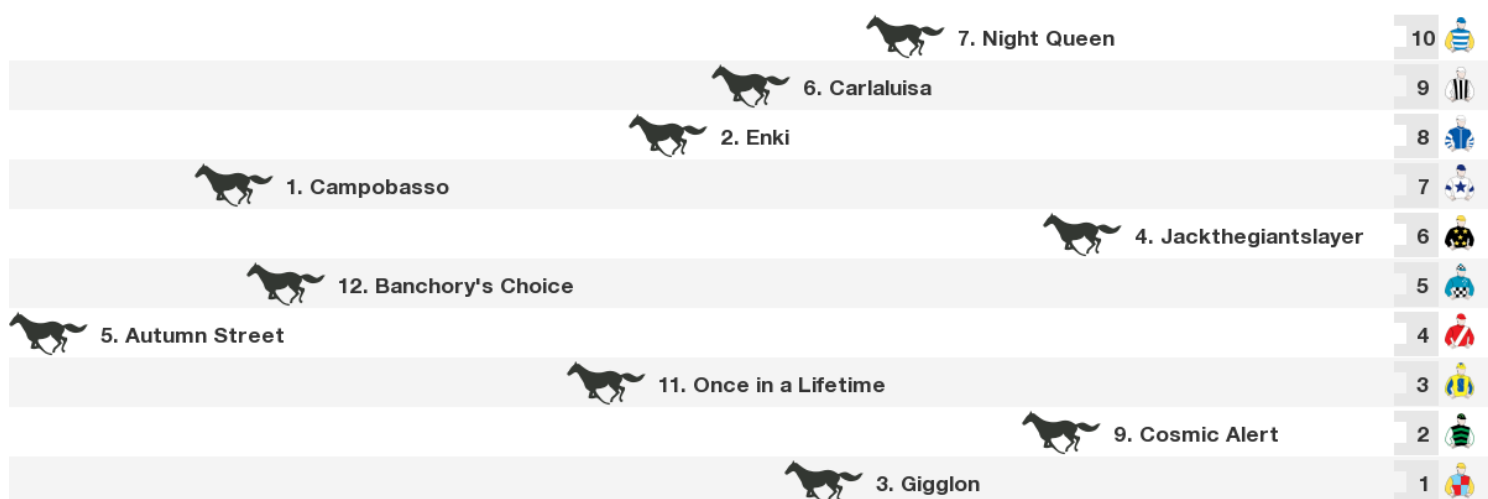 7. Night Queen 10
6. Carlaluisa 9
2. Enki 8
1. Campobasso 7
4. Jackthegiantslayer 6
12. Banchory's Choice 5
5. Autumn Street 4
11. Once in a Lifetime 3
9. Cosmic Alert 2
3. Gigglon 1